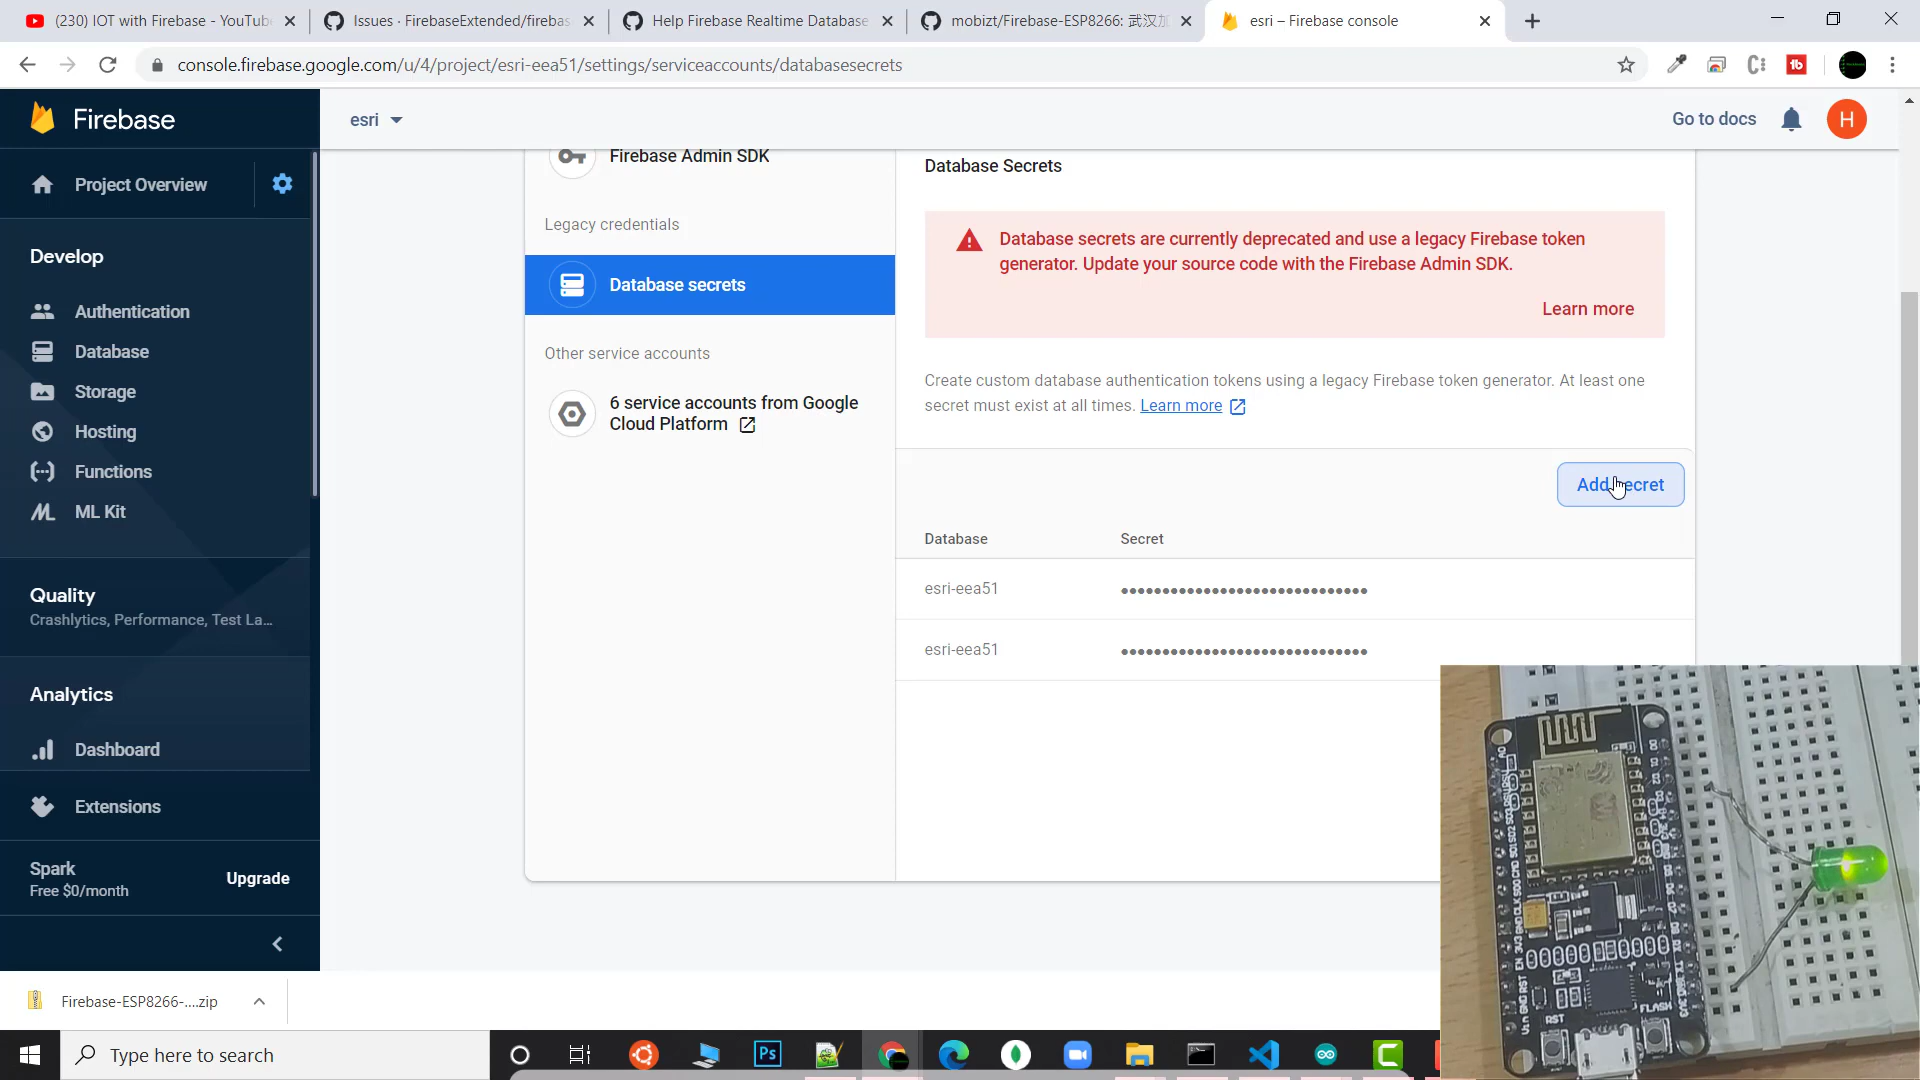 (230) IOT with Firebase - YouTub
Issues · FirebaseExtended/firebas
Help Firebase Realtime Database
mobizt/Firebase-ESP8266: 武汉加
esri – Firebase console
console.firebase.google.com/u/4/project/esri-eea51/settings/serviceaccounts/databasesecrets
Firebase
esri
Go to docs
H
Project Overview
Firebase Admin SDK
Database Secrets
Develop
Legacy credentials
Database secrets are currently deprecated and use a legacy Firebase token
generator. Update your source code with the Firebase Admin SDK.
Learn more
Database secrets
Authentication
Database
Storage
Hosting
Functions
ML Kit
Other service accounts
6 service accounts from Google
Cloud Platform
Create custom database authentication tokens using a legacy Firebase token generator. At least one
secret must exist at all times. Learn more
Add secret
Database Secret
esri-eea51 ••••••••••••••••••••••••••••••
esri-eea51 ••••••••••••••••••••••••••••••
Quality
Crashlytics, Performance, Test La...
Analytics
Dashboard
Extensions
Spark
Free $0/month
Upgrade
Firebase-ESP8266-....zip
Type here to search
Ps
RST
FLASH